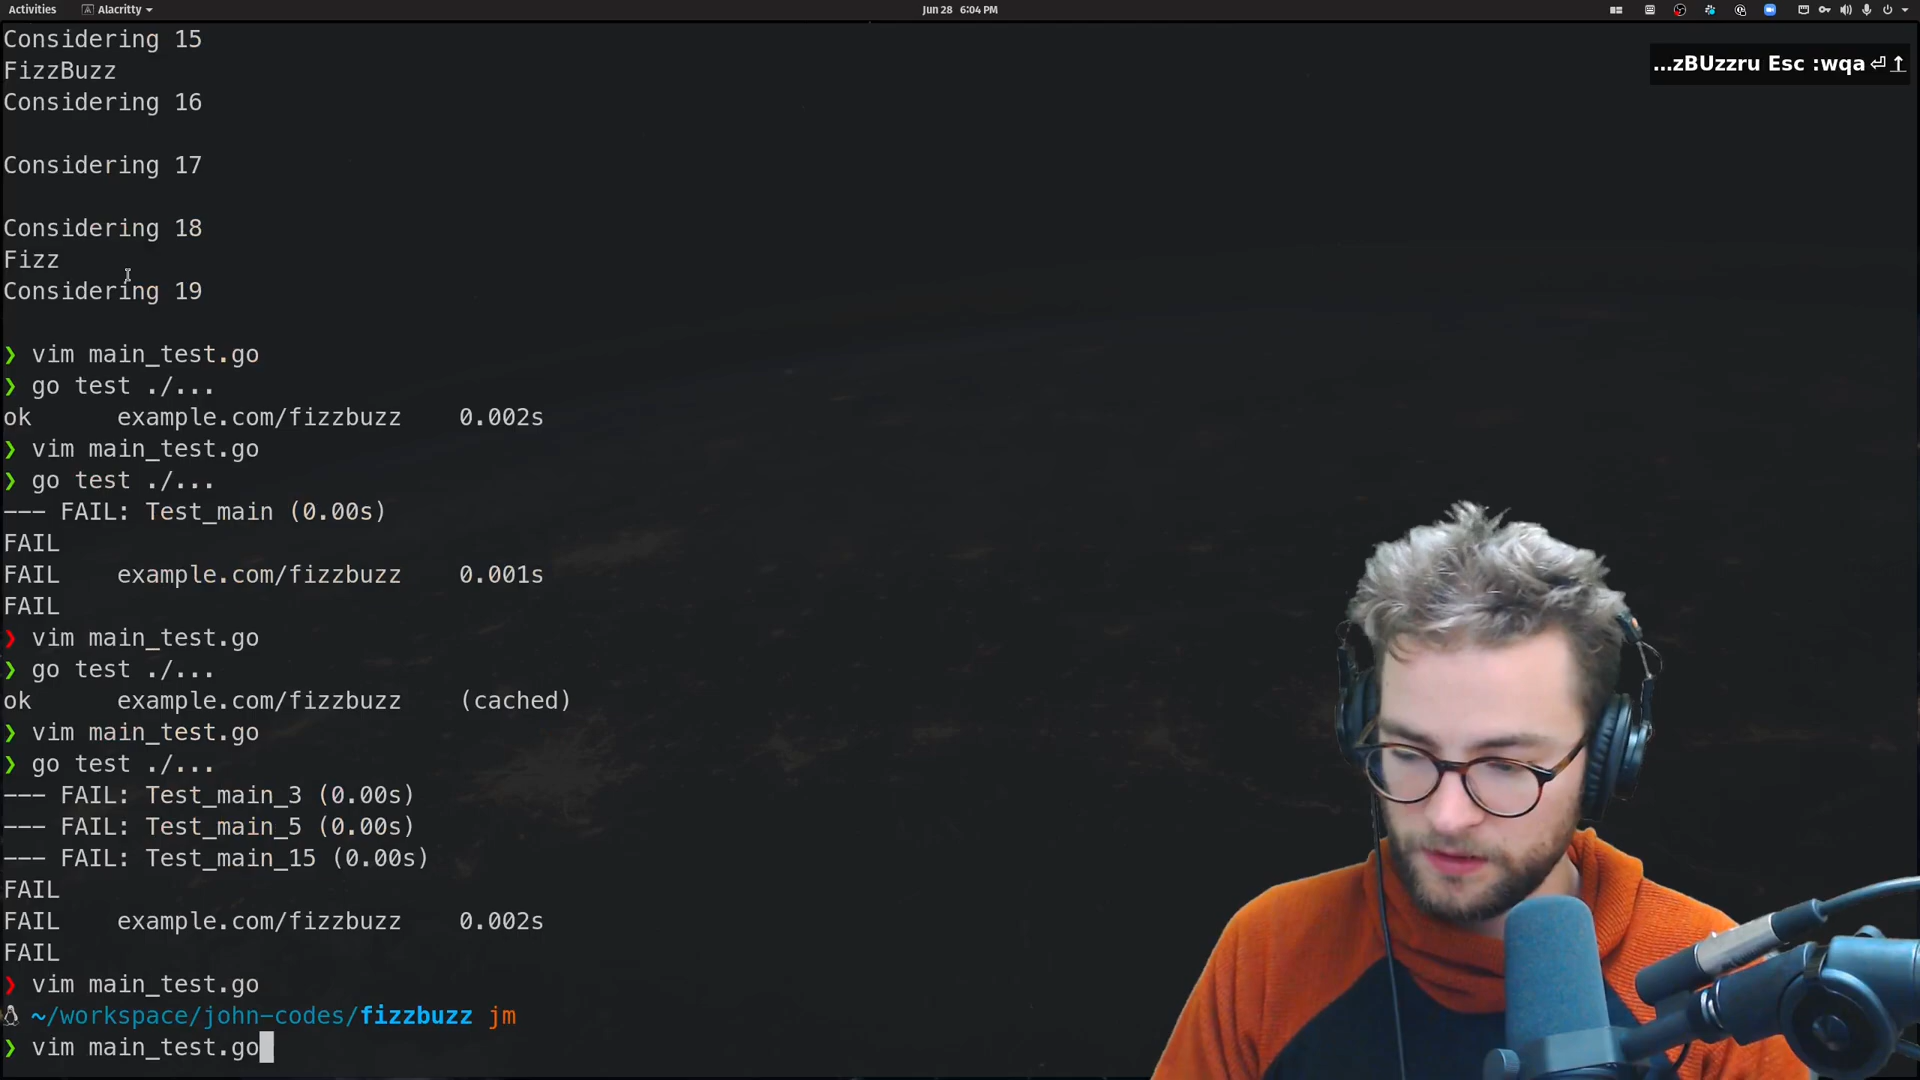 Activities Alacritty Jun 28 6:04 PM
...zBUzzru Esc :wqa⏎↑
Considering 15
FizzBuzz
Considering 16
Considering 17
Considering 18
Fizz
Considering 19
❯ vim main_test.go
❯ go test ./...
ok example.com/fizzbuzz 0.002s
❯ vim main_test.go
❯ go test ./...
--- FAIL: Test_main (0.00s)
FAIL
FAIL example.com/fizzbuzz 0.001s
FAIL
❯ vim main_test.go
❯ go test ./...
ok example.com/fizzbuzz (cached)
❯ vim main_test.go
❯ go test ./...
--- FAIL: Test_main_3 (0.00s)
--- FAIL: Test_main_5 (0.00s)
--- FAIL: Test_main_15 (0.00s)
FAIL
FAIL example.com/fizzbuzz 0.002s
FAIL
❯ vim main_test.go
~/workspace/john-codes/fizzbuzz jm
❯ vim main_test.go